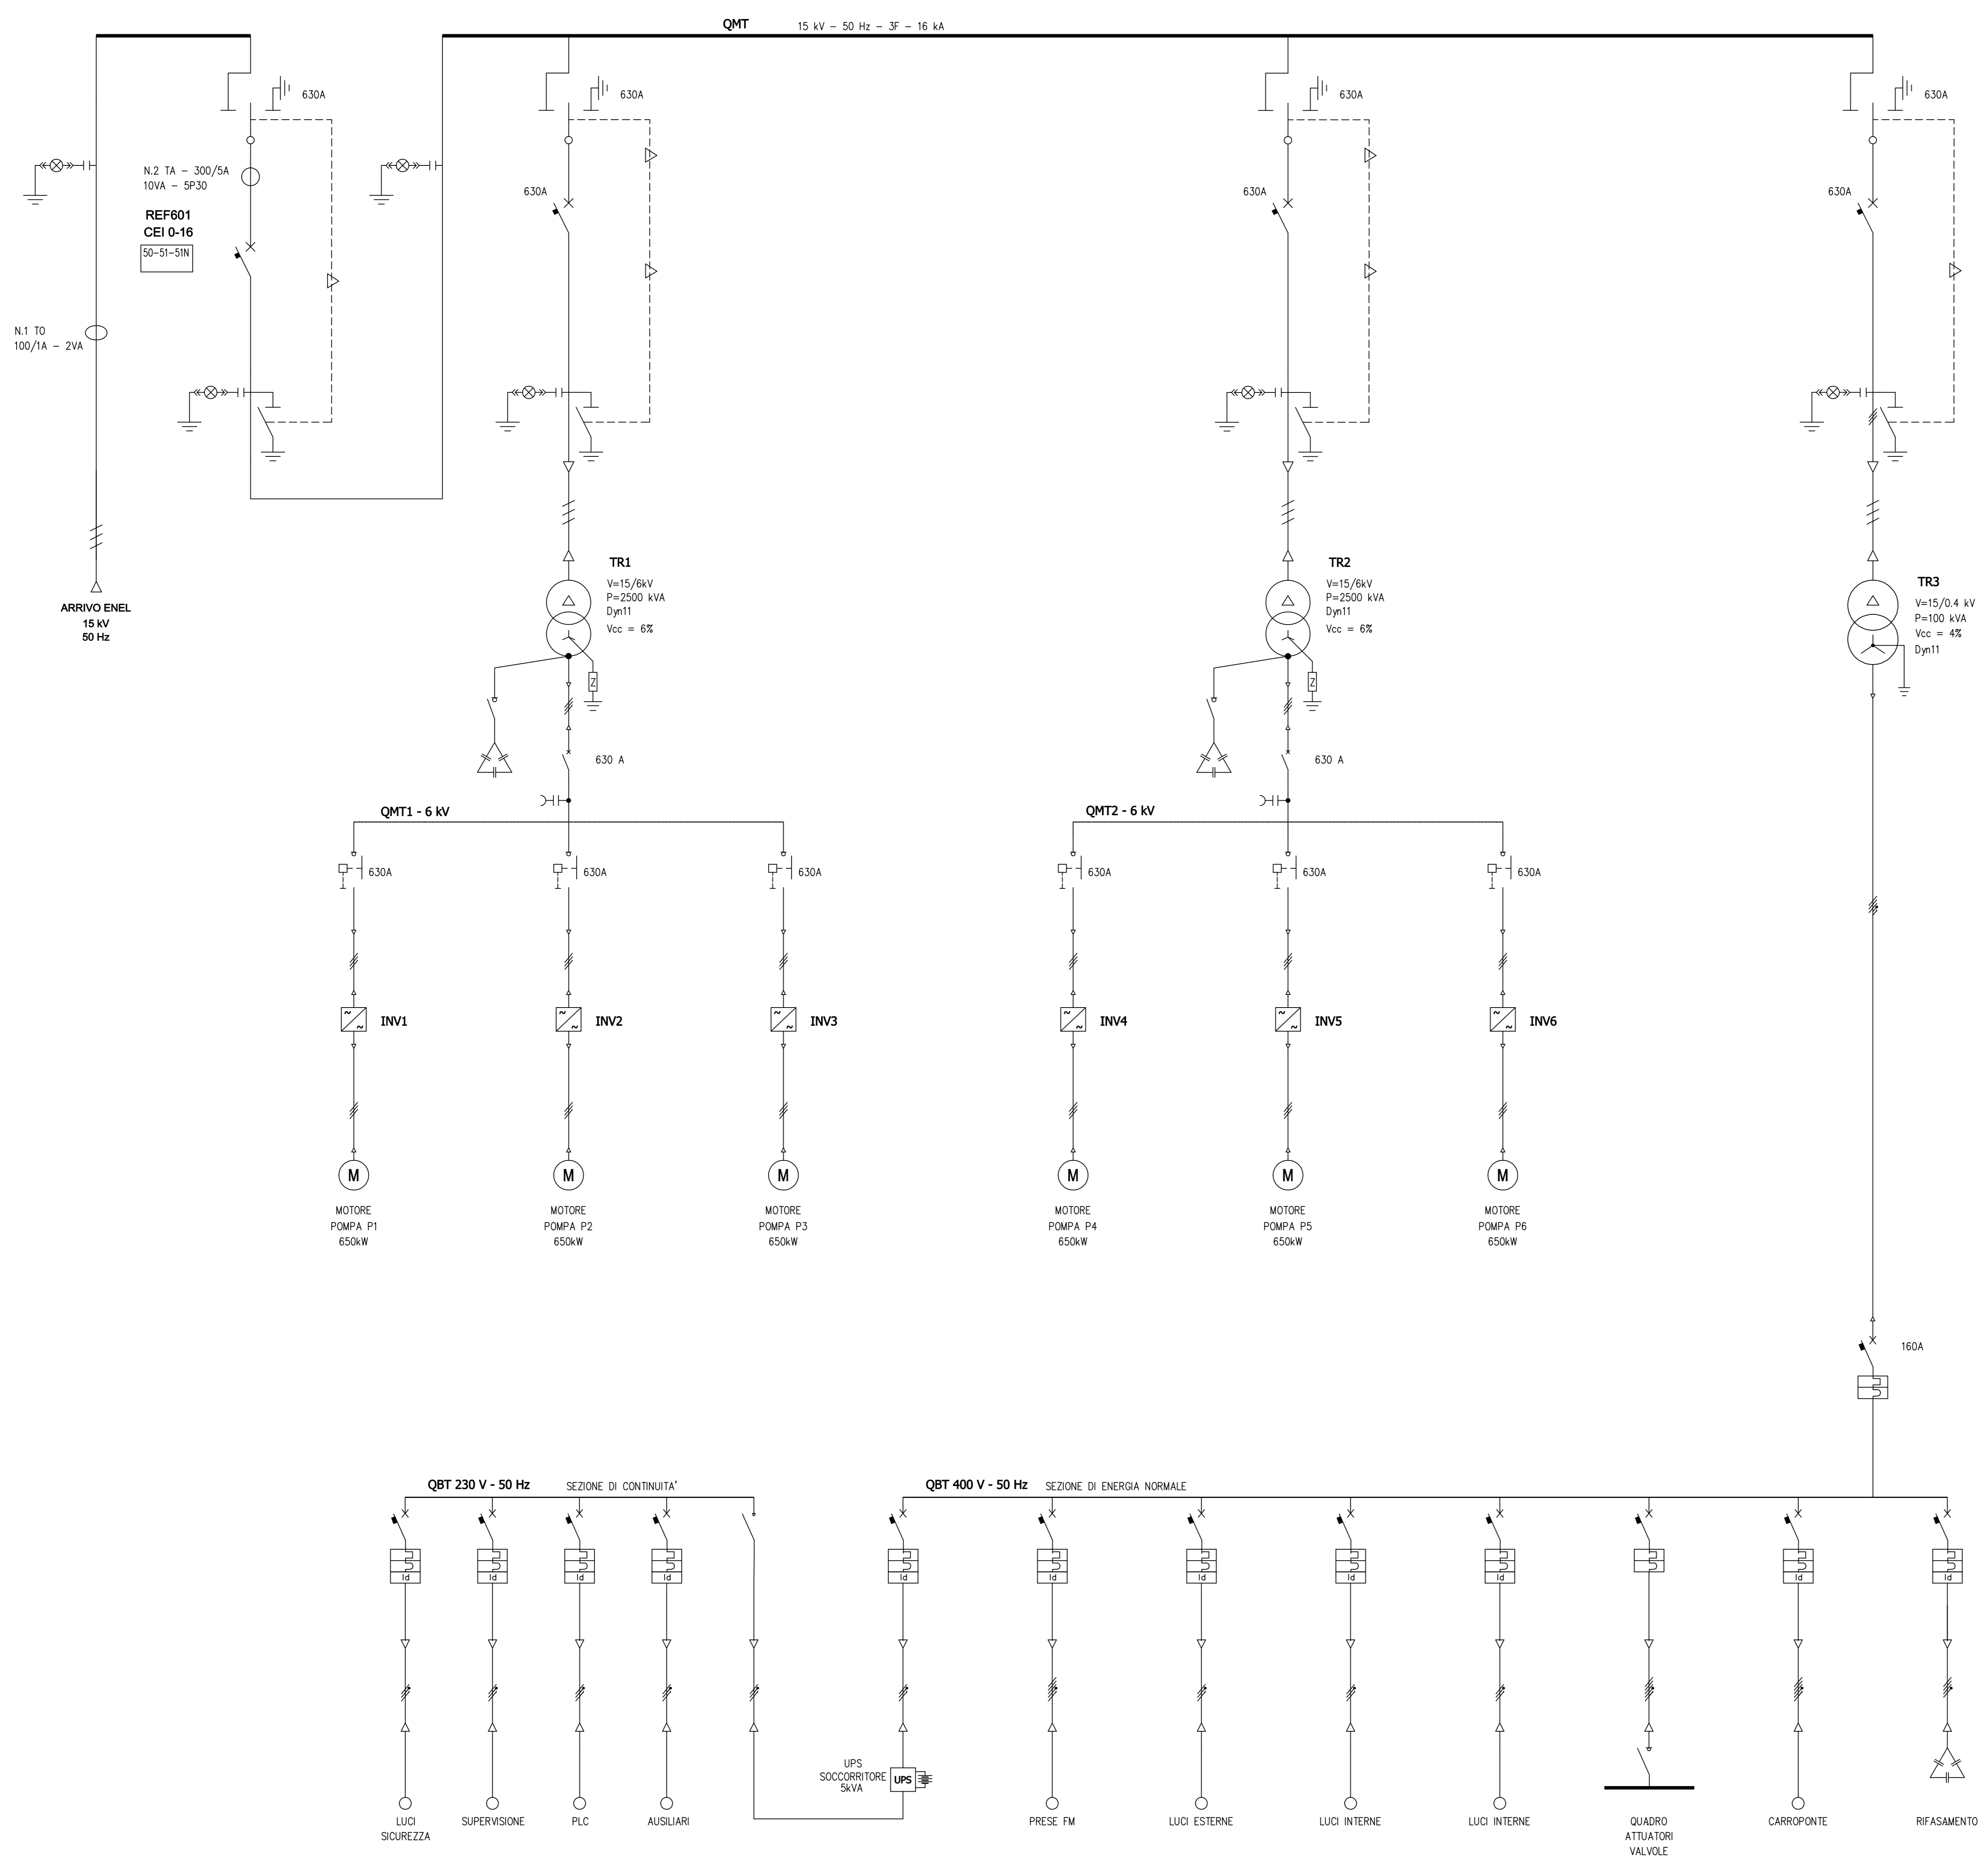 QMT
15 kV – 50 Hz – 3F – 16 kA
630A
630A
630A
630A
N.2 TA – 300/5A
10VA – 5P30
REF601
CEI 0-16
50-51-51N
630A
630A
630A
N.1 TO
100/1A – 2VA
ARRIVO ENEL
15 kV
50 Hz
TR1
V=15/6kV
P=2500 kVA
Dyn11
Vcc = 6%
TR2
V=15/6kV
P=2500 kVA
Dyn11
Vcc = 6%
TR3
V=15/0.4 kV
P=100 kVA
Vcc = 4%
Dyn11
Z
Z
630 A
630 A
QMT1 - 6 kV
QMT2 - 6 kV
630A
630A
630A
630A
630A
630A
INV1
INV2
INV3
INV4
INV5
INV6
M
M
M
M
M
M
MOTORE
POMPA P1
650kW
MOTORE
POMPA P2
650kW
MOTORE
POMPA P3
650kW
MOTORE
POMPA P4
650kW
MOTORE
POMPA P5
650kW
MOTORE
POMPA P6
650kW
160A
QBT 230 V - 50 Hz
SEZIONE DI CONTINUITA'
QBT 400 V - 50 Hz
SEZIONE DI ENERGIA NORMALE
Id
Id
Id
Id
Id
Id
Id
Id
Id
Id
Id
UPS
SOCCORRITORE
5kVA
UPS
LUCI
SICUREZZA
SUPERVISIONE
PLC
AUSILIARI
PRESE FM
LUCI ESTERNE
LUCI INTERNE
LUCI INTERNE
QUADRO
ATTUATORI
VALVOLE
CARROPONTE
RIFASAMENTO